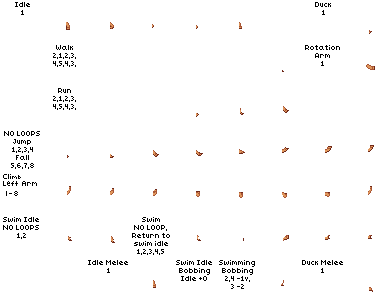 Idle
1
Duck
1
Walk
2,1,2,3,
4,5,4,3,
Rotation
Arm
1
Run
2,1,2,3,
4,5,4,3,
NO LOOPS
Jump
1,2,3,4
Fall
5,6,7,8
Climb
Left Arm
1-8
Swim Idle
NO LOOPS
1,2
Swim
NO LOOP,
Return to
swim idle
1,2,3,4,5
Swim Idle
Bobbing
Idle +0
Swimming
Bobbing
2,4 -1v,
3 -2
Idle Melee
1
Duck Melee
1